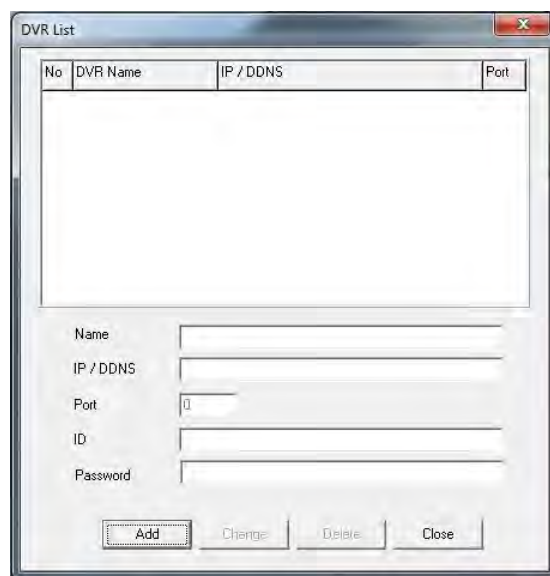 DVR List
No DVR Name IP / DDNS Port
Name
IP / DDNS
Port 0
ID
Password
Add Change Delete Close